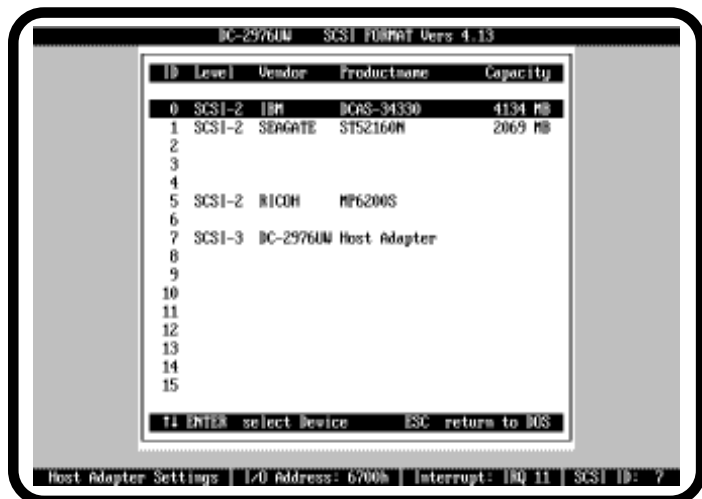 DC-2976UW SCSI FORMAT Vers 4.13
ID Level Vendor Productname Capacity
0 SCSI-2 IBM DCAS-34330 4134 MB
1 SCSI-2 SEAGATE ST52160N 2069 MB
2
3
4
5 SCSI-2 RICOH MP6200S
6
7 SCSI-3 DC-2976UW Host Adapter
8
9
10
11
12
13
14
15
↑↓ ENTER select Device ESC return to DOS
Host Adapter Settings | I/O Address: 6700h | Interrupt: IRQ 11 | SCSI ID: 7